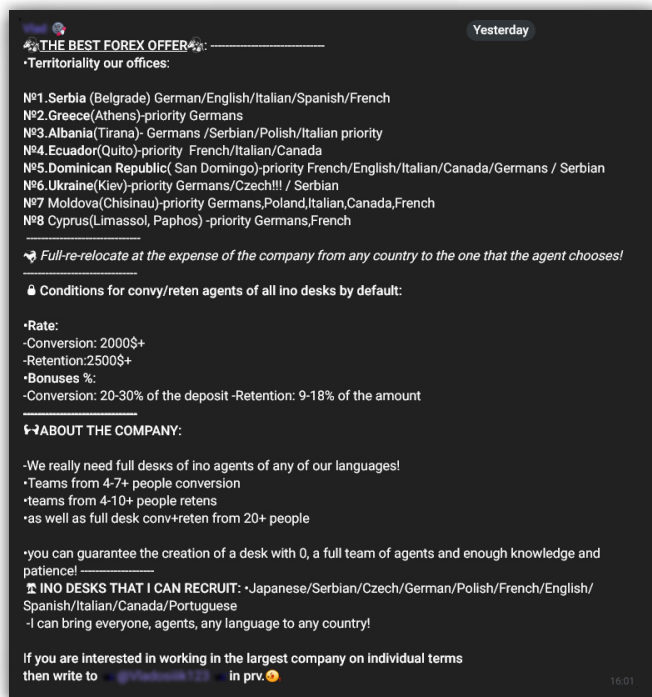 Yesterday
THE BEST FOREX OFFER: ------------------------------
•Territoriality our offices:
№1.Serbia (Belgrade) German/English/Italian/Spanish/French
№2.Greece(Athens)-priority Germans
№3.Albania(Tirana)- Germans /Serbian/Polish/Italian priority
№4.Ecuador(Quito)-priority French/Italian/Canada
№5.Dominican Republic( San Domingo)-priority French/English/Italian/Canada/Germans / Serbian
№6.Ukraine(Kiev)-priority Germans/Czech!!! / Serbian
№7 Moldova(Chisinau)-priority Germans,Poland,Italian,Canada,French
№8 Cyprus(Limassol, Paphos) -priority Germans,French
------------------------------
Full-re-relocate at the expense of the company from any country to the one that the agent chooses!
------------------------------
Conditions for convy/reten agents of all ino desks by default:
•Rate:
-Conversion: 2000$+
-Retention:2500$+
•Bonuses %:
-Conversion: 20-30% of the deposit -Retention: 9-18% of the amount
------------------------------
ABOUT THE COMPANY:
-We really need full desks of ino agents of any of our languages!
•Teams from 4-7+ people conversion
•teams from 4-10+ people retens
•as well as full desk conv+reten from 20+ people
•you can guarantee the creation of a desk with 0, a full team of agents and enough knowledge and
patience! -------------------
INO DESKS THAT I CAN RECRUIT: •Japanese/Serbian/Czech/German/Polish/French/English/
Spanish/Italian/Canada/Portuguese
-I can bring everyone, agents, any language to any country!
If you are interested in working in the largest company on individual terms
then write to in prv.
16:01